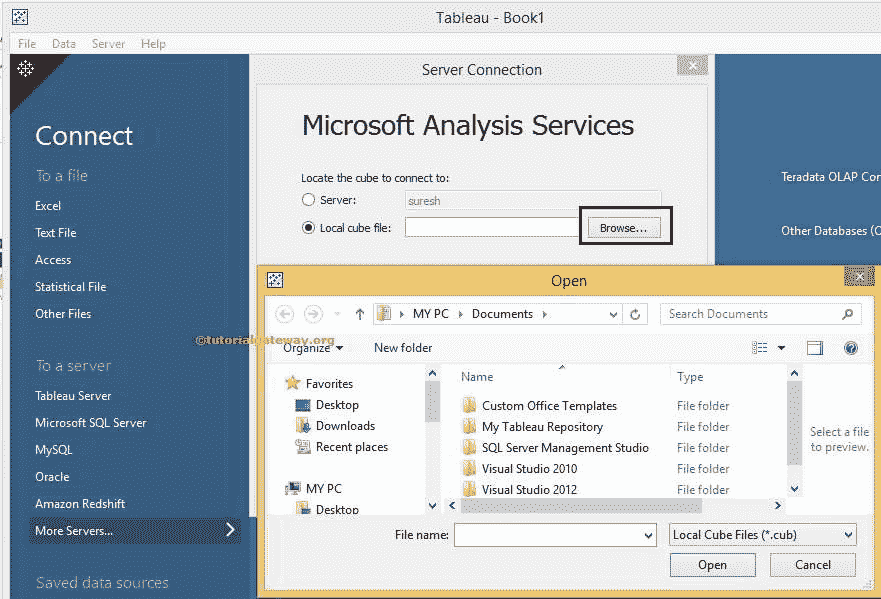 Tableau - Book1
File Data Server Help
Server Connection
Connect
Microsoft Analysis Services
To a file
Locate the cube to connect to:
Teradata OLAP Con
Excel
Server: suresh
Text File
Local cube file: Browse...
Other Databases (O
Access
Statistical File
Open
Other Files
MY PC Documents Search Documents
©tutorialgateway.org
Organize New folder
To a server
Name Type
Favorites
Tableau Server
Desktop
Custom Office Templates File folder
Microsoft SQL Server
Downloads
My Tableau Repository File folder
Select a file
to preview.
MySQL
Recent places
SQL Server Management Studio File folder
Oracle
Visual Studio 2010 File folder
Amazon Redshift
MY PC
Visual Studio 2012 File folder
Desktop
More Servers...
File name: Local Cube Files (*.cub)
Open Cancel
Saved data sources